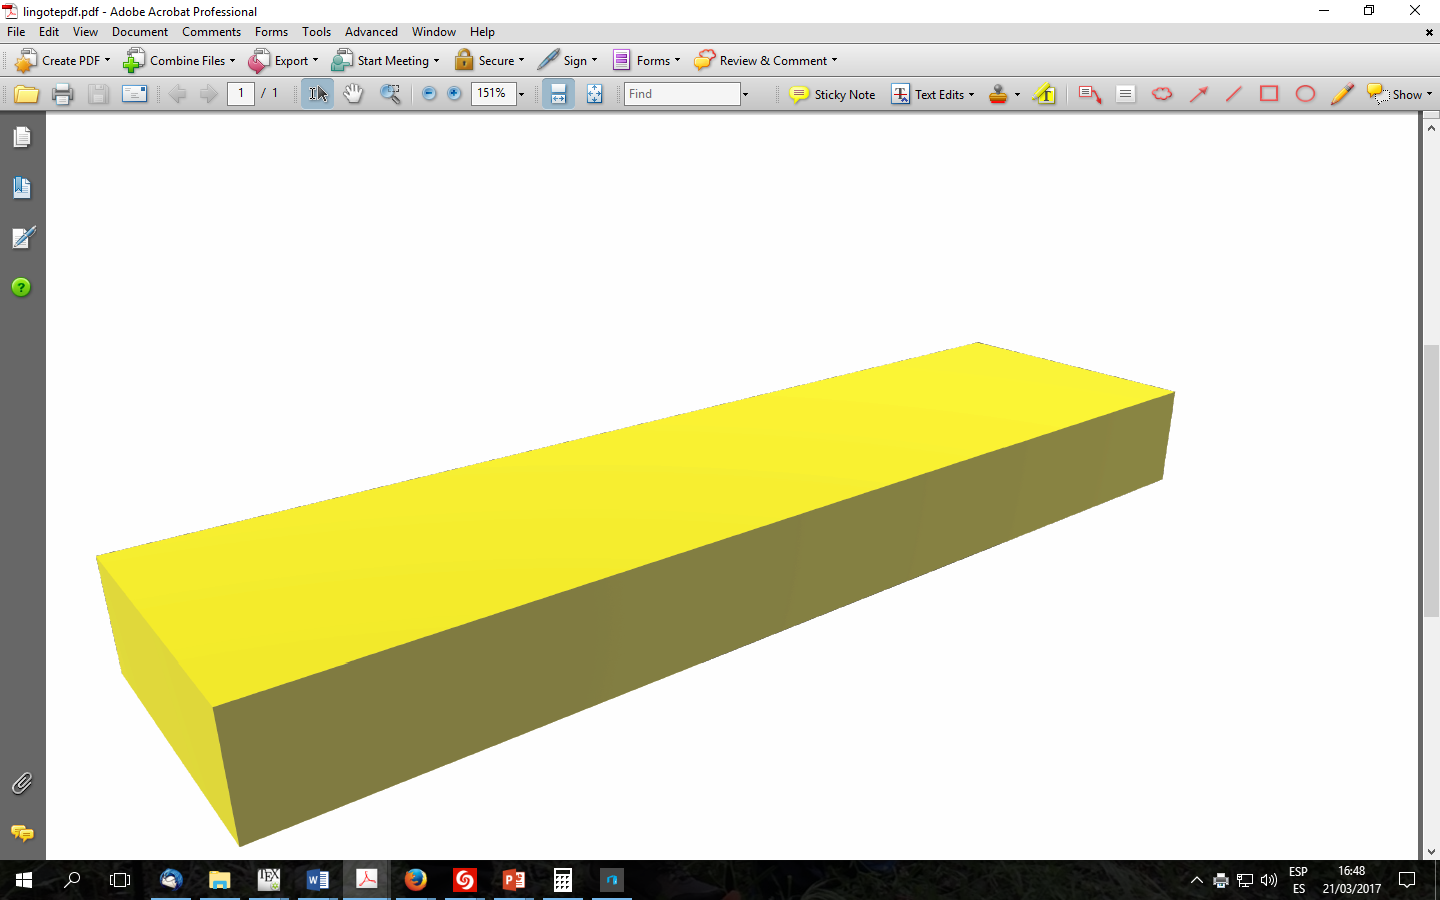 lingotepdf.pdf - Adobe Acrobat Professional
File Edit View Document Comments Forms Tools Advanced Window Help
Create PDF Combine Files Export Start Meeting Secure Sign Forms Review & Comment
1 / 1 151% Find Sticky Note Text Edits T Show
?
TEX W P
ESP 16:48
ES 21/03/2017